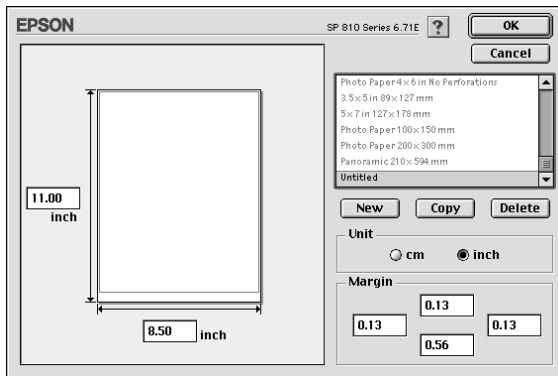 EPSON
SP 810 Series 6.71E
?
OK
Cancel
Photo Paper 4 x 6 in No Perforations
3.5 x 5 in 89 x 127 mm
5 x 7 in 127 x 178 mm
Photo Paper 100 x 150 mm
Photo Paper 200 x 300 mm
Panoramic 210 x 594 mm
Untitled
New
Copy
Delete
11.00
inch
8.50
inch
Unit
cm
inch
Margin
0.13
0.13
0.13
0.56